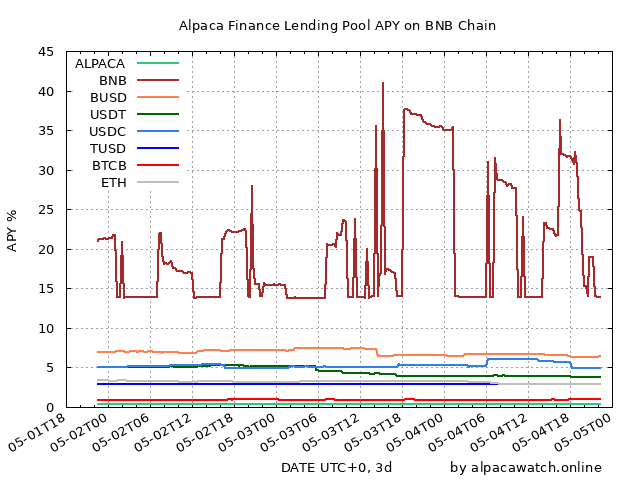 Alpaca Finance Lending Pool APY on BNB Chain
45
40
35
30
25
20
15
10
5
0
APY %
ALPACA
BNB
BUSD
USDT
USDC
TUSD
BTCB
ETH
05-01T18
05-02T00
05-02T06
05-02T12
05-02T18
05-03T00
05-03T06
05-03T12
05-03T18
05-04T00
05-04T06
05-04T12
05-04T18
05-05T00
DATE UTC+0, 3d
by alpacawatch.online